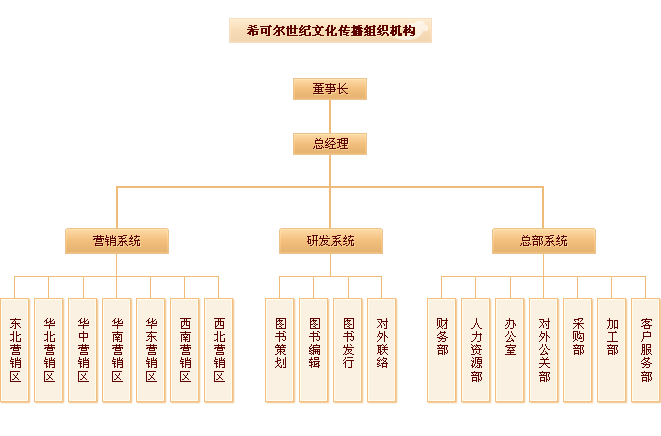 希可尔世纪文化传播组织机构
董事长
总经理
营销系统
研发系统
总部系统
东北营销区
华北营销区
华中营销区
华南营销区
华东营销区
西南营销区
西北营销区
图书策划
图书编辑
图书发行
对外联络
财务部
人力资源部
办公室
对外公关部
采购部
加工部
客户服务部